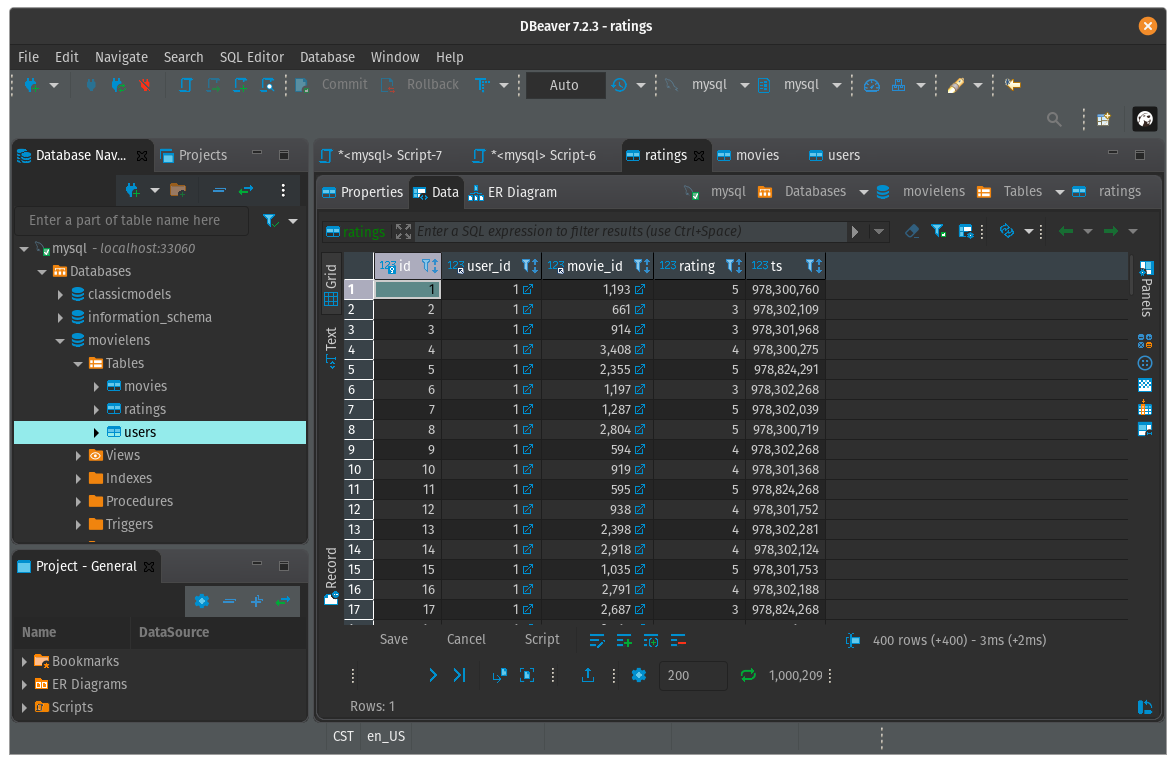 DBeaver 7.2.3 - ratings
File Edit Navigate Search SQL Editor Database Window Help
Commit Rollback Auto mysql mysql
Database Nav... Projects
*<mysql> Script-7 *<mysql> Script-6 ratings movies users
Properties Data ER Diagram mysql Databases movielens Tables ratings
Enter a part of table name here
ratings Enter a SQL expression to filter results (use Ctrl+Space)
mysql - localhost:33060
Databases
classicmodels
information_schema
movielens
Tables
movies
ratings
users
Views
Indexes
Procedures
Triggers
Project - General
Name DataSource
Bookmarks
ER Diagrams
Scripts
Grid
Text
Record
123 id 123 user_id 123 movie_id 123 rating 123 ts
1 1 1 1,193 5 978,300,760
2 2 1 661 3 978,302,109
3 3 1 914 3 978,301,968
4 4 1 3,408 4 978,300,275
5 5 1 2,355 5 978,824,291
6 6 1 1,197 3 978,302,268
7 7 1 1,287 5 978,302,039
8 8 1 2,804 5 978,300,719
9 9 1 594 4 978,302,268
10 10 1 919 4 978,301,368
11 11 1 595 5 978,824,268
12 12 1 938 4 978,301,752
13 13 1 2,398 4 978,302,281
14 14 1 2,918 4 978,302,124
15 15 1 1,035 5 978,301,753
16 16 1 2,791 4 978,302,188
17 17 1 2,687 3 978,824,268
Panels
Save Cancel Script 400 rows (+400) - 3ms (+2ms)
200 1,000,209
Rows: 1
CST en_US